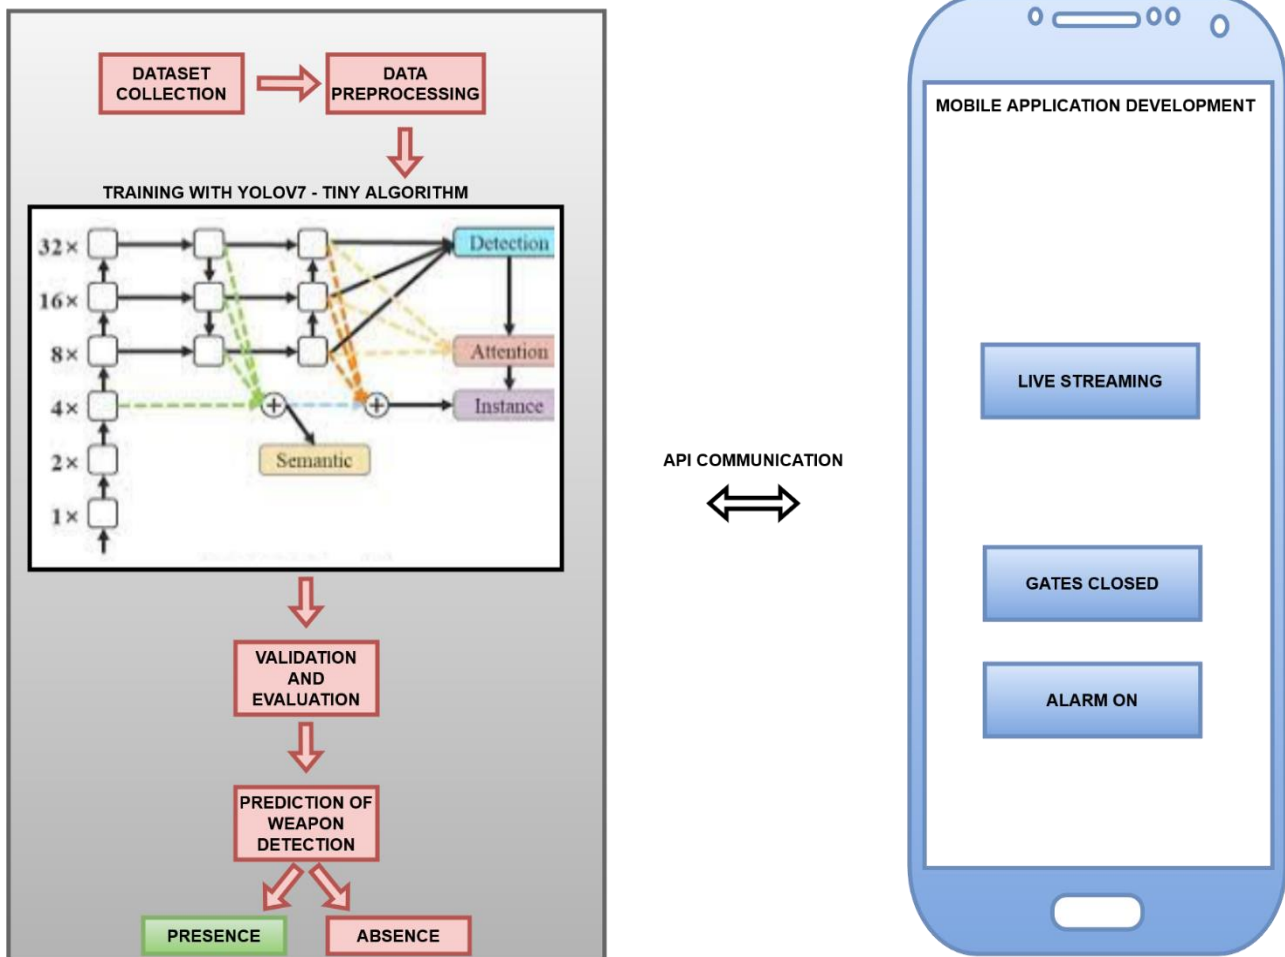 DATASET
COLLECTION
DATA
PREPROCESSING
TRAINING WITH YOLOV7 - TINY ALGORITHM
32×
16×
8×
4×
2×
1×
Detection
Attention
Instance
Semantic
VALIDATION
AND
EVALUATION
PREDICTION OF
WEAPON
DETECTION
PRESENCE
ABSENCE
API COMMUNICATION
MOBILE APPLICATION DEVELOPMENT
LIVE STREAMING
GATES CLOSED
ALARM ON